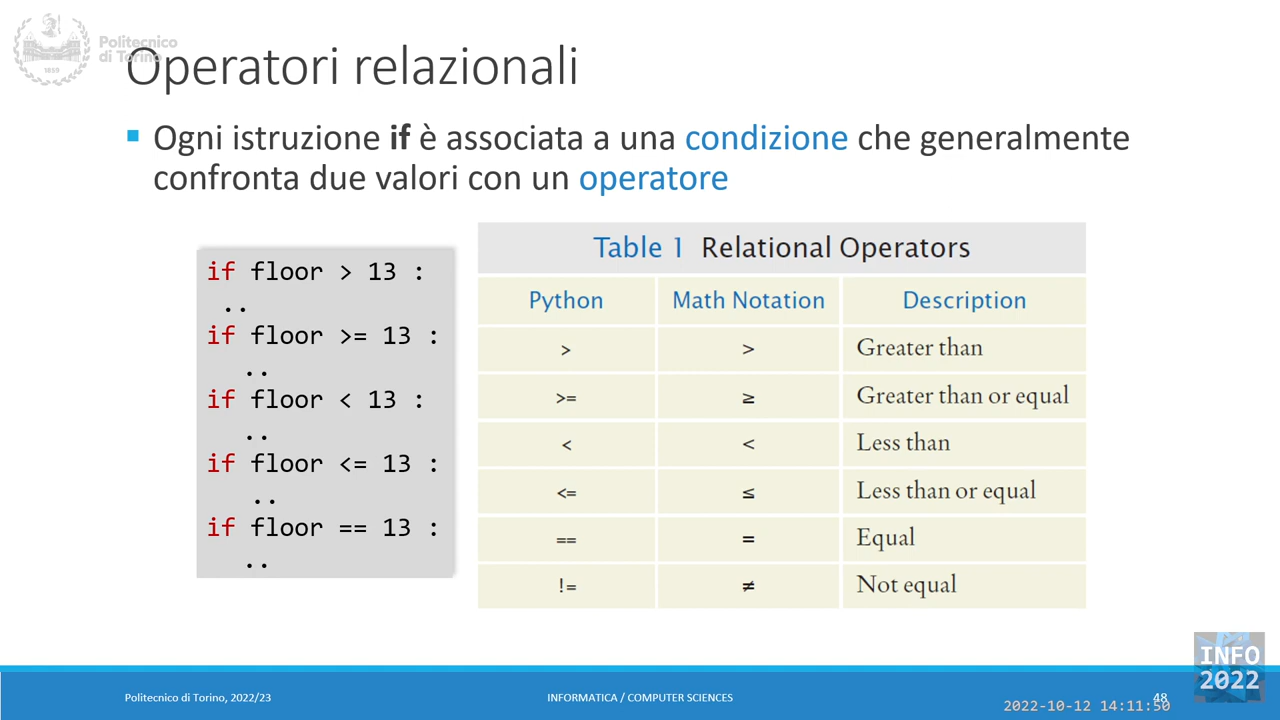 Politecnico
di Torino
1859
Operatori relazionali
Ogni istruzione if è associata a una condizione che generalmente
confronta due valori con un operatore
if floor > 13 :
..
if floor >= 13 :
..
if floor < 13 :
..
if floor <= 13 :
..
if floor == 13 :
..
Table 1 Relational Operators
Python Math Notation Description
> > Greater than
>= ≥ Greater than or equal
< < Less than
<= ≤ Less than or equal
== = Equal
!= ≠ Not equal
INFO
2022
Politecnico di Torino, 2022/23 INFORMATICA / COMPUTER SCIENCES 48
2022-10-12 14:11:50